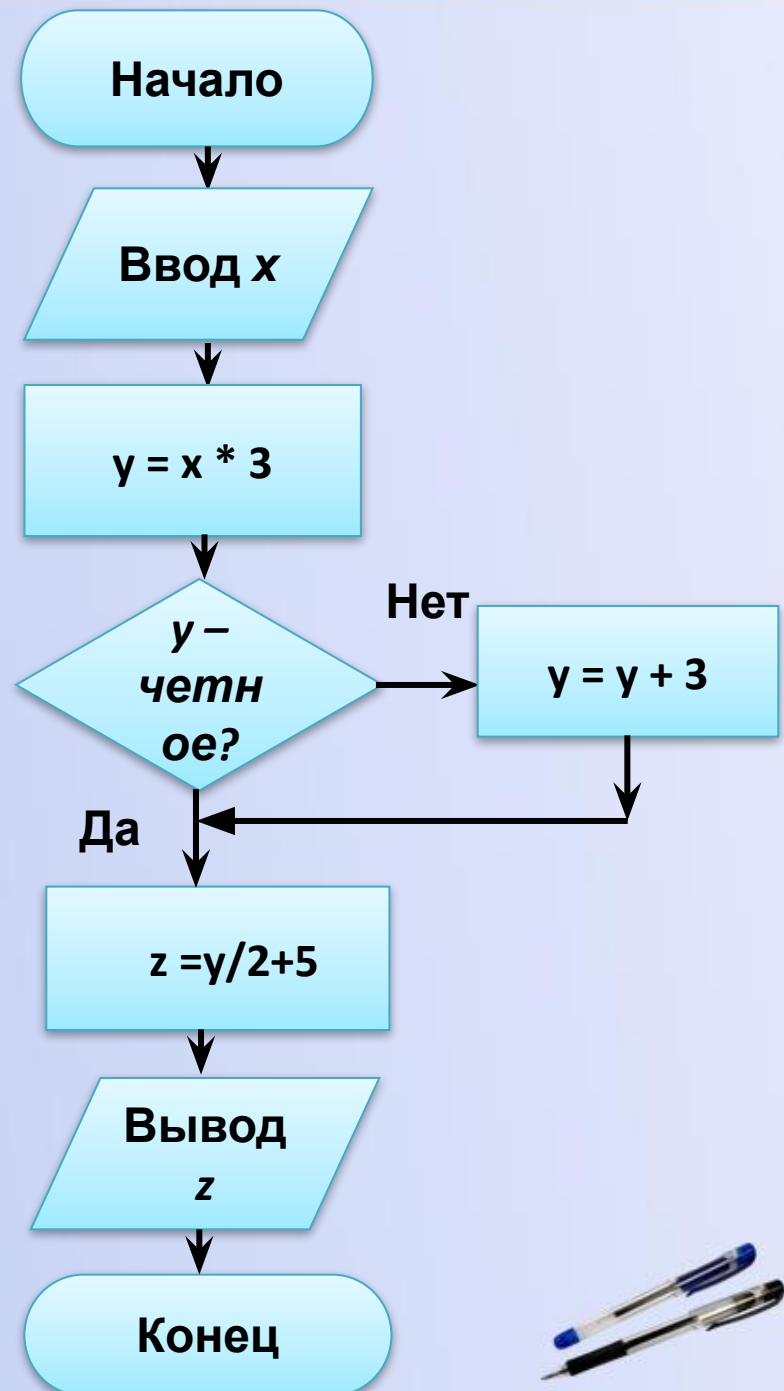 Начало
Ввод x
y = x * 3
y –
четн
ое?
Нет
y = y + 3
Да
z =y/2+5
Вывод
z
Конец